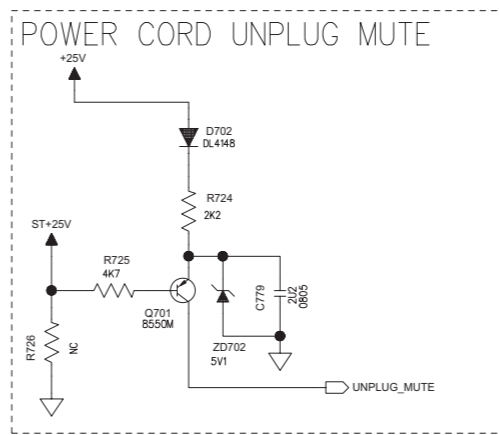 POWER CORD UNPLUG MUTE
+25V
D702
DL4148
R724
2K2
ST+25V
R725
4K7
Q701
8550M
C779
2U2
0805
R726
NC
ZD702
5V1
UNPLUG_MUTE